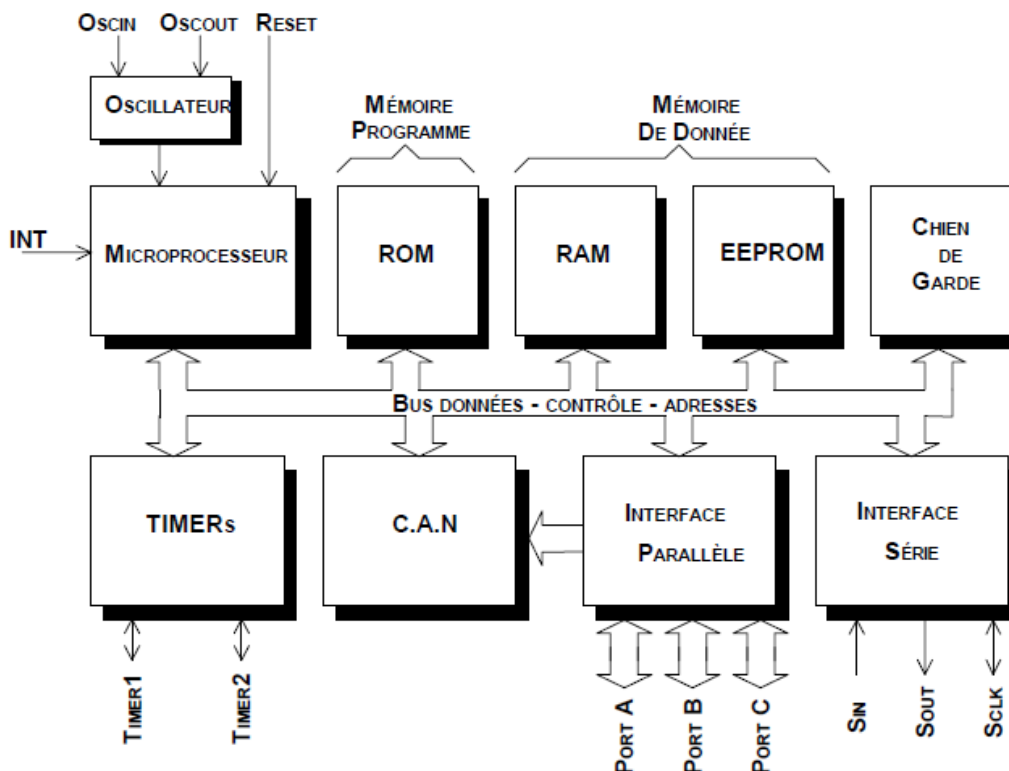 OSCIN OSCOUT RESET
OSCILLATEUR
MÉMOIRE
PROGRAMME
MÉMOIRE
DE DONNÉE
INT
MICROPROCESSEUR
ROM
RAM
EEPROM
CHIEN
DE
GARDE
BUS DONNÉES - CONTRÔLE - ADRESSES
TIMERs
C.A.N
INTERFACE
PARALLÈLE
INTERFACE
SÉRIE
TIMER1
TIMER2
PORT A
PORT B
PORT C
SIN
SOUT
SCLK